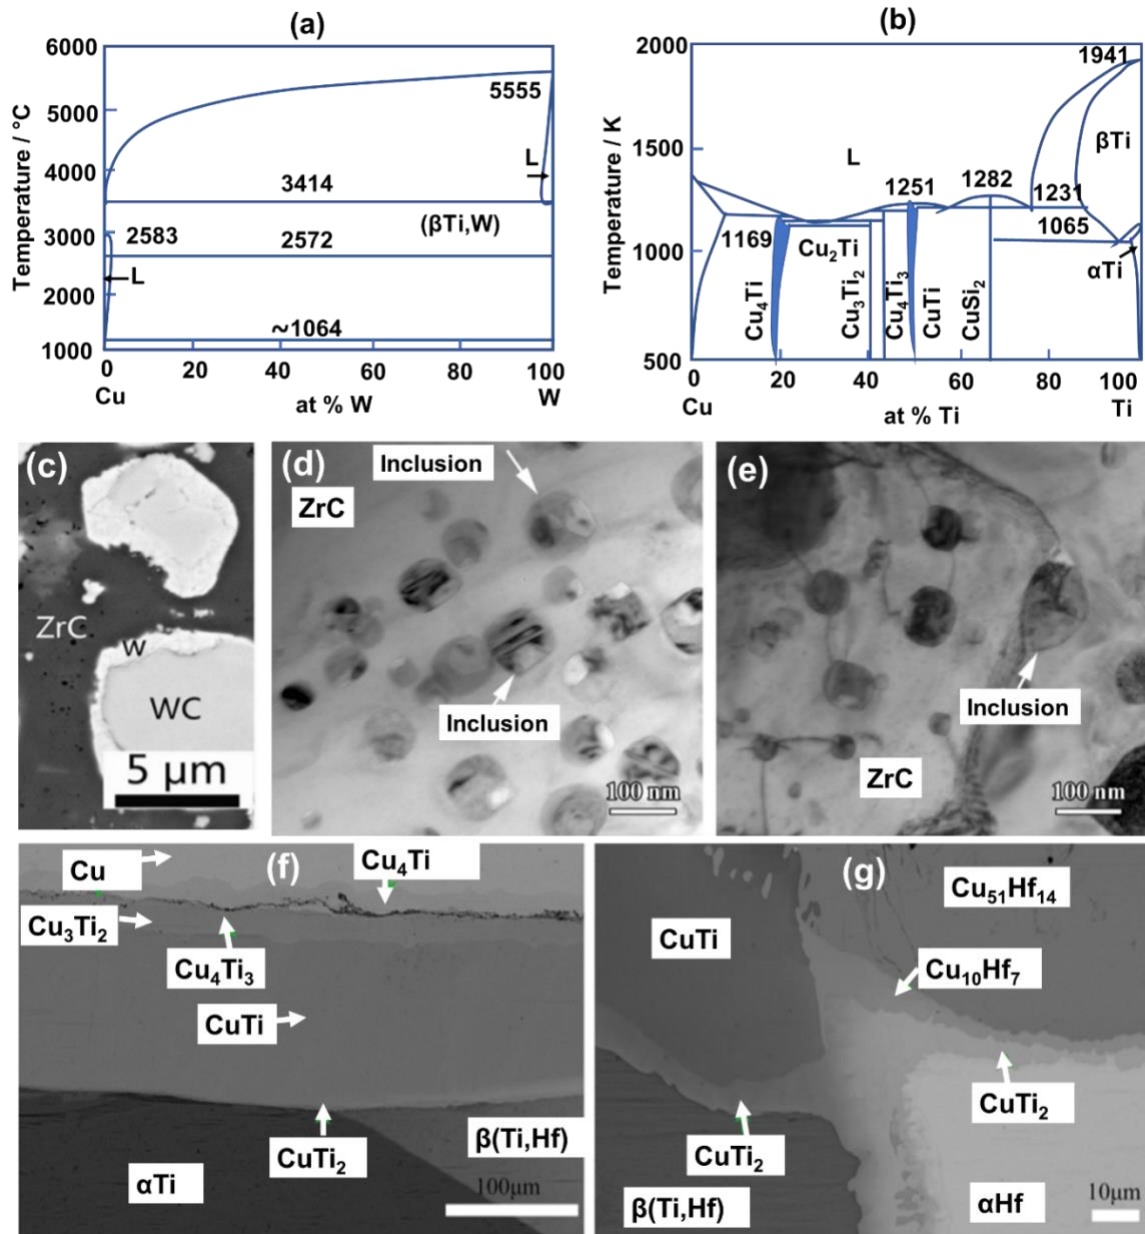 (a)
6000
5000
4000
3000
2000
1000
Temperature / °C
5555
L
3414
(βTi,W)
2583
2572
L
~1064
0
20
40
60
80
100
Cu
at % W
W
(b)
2000
1500
1000
500
Temperature / K
1941
βTi
L
1251
1282
1231
1065
1169
Cu₂Ti
αTi
Cu₄Ti
Cu₃Ti₂
Cu₄Ti₃
CuTi
CuSi₂
0
20
40
60
80
100
Cu
at % Ti
Ti
(c)
ZrC
W
WC
5 μm
(d)
Inclusion
ZrC
Inclusion
100 nm
(e)
Inclusion
ZrC
100 nm
(f)
Cu
Cu₄Ti
Cu₃Ti₂
Cu₄Ti₃
CuTi
CuTi₂
β(Ti,Hf)
αTi
100μm
(g)
Cu₅₁Hf₁₄
CuTi
Cu₁₀Hf₇
CuTi₂
CuTi₂
β(Ti,Hf)
αHf
10μm